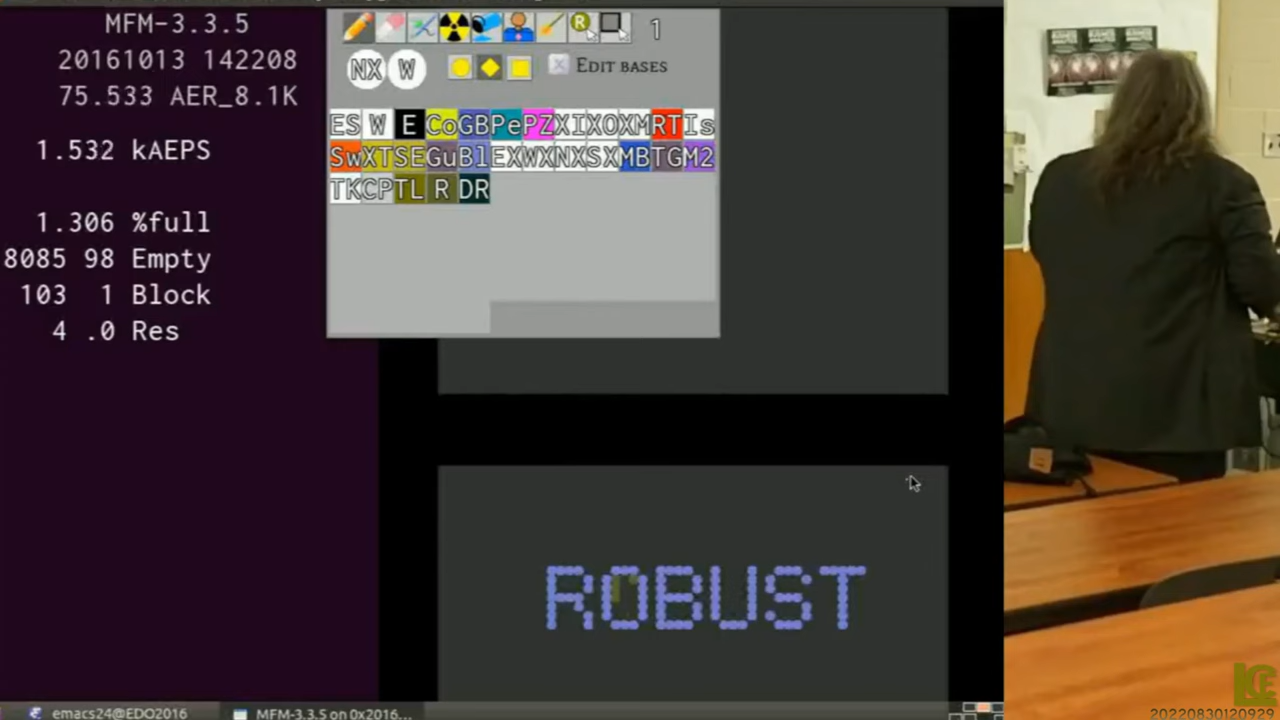 MFM-3.3.5
20161013 142208
75.533 AER_8.1K
1.532 kAEPS
1.306 %full
8085 98 Empty
103 1 Block
4 .0 Res
R 1
NX W EDIT BASES
ES W E Co GB Pe PZ XI XO XM RT Is
Sw XT SE Gu Bl EX WX NX SX MB TG M2
TK CP TL R DR
ROBUST
emacs24@EDO2016 MFM-3.3.5 on 0x2016...
LCE
20220830120929